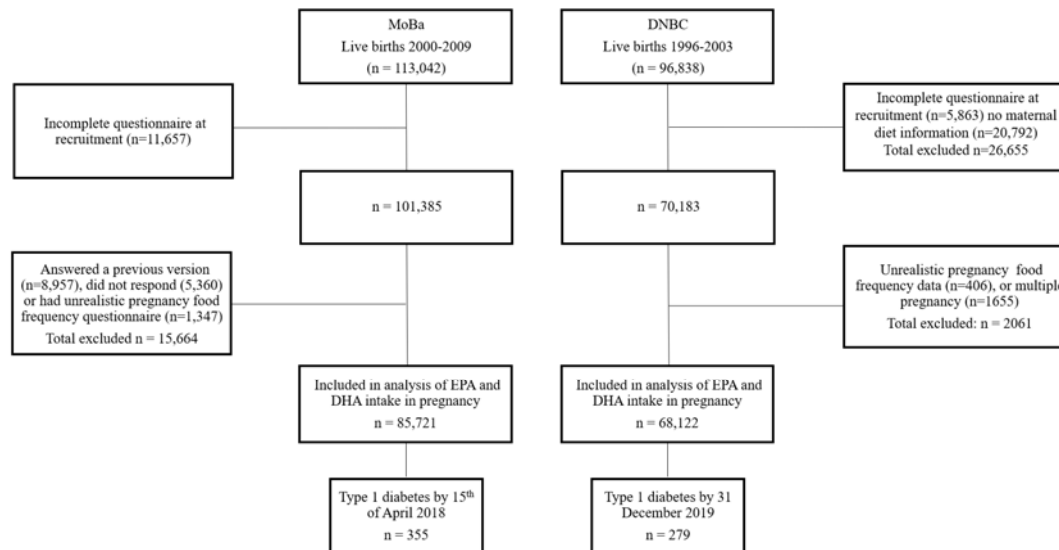 MoBa
Live births 2000-2009
(n = 113,042)
DNBC
Live births 1996-2003
(n = 96,838)
Incomplete questionnaire at
recruitment (n=11,657)
Incomplete questionnaire at
recruitment (n=5,863) no maternal
diet information (n=20,792)
Total excluded n=26,655
n = 101,385
n = 70,183
Answered a previous version
(n=8,957), did not respond (5,360)
or had unrealistic pregnancy food
frequency questionnaire (n=1,347)
Total excluded n = 15,664
Unrealistic pregnancy food
frequency data (n=406), or multiple
pregnancy (n=1655)
Total excluded: n = 2061
Included in analysis of EPA and
DHA intake in pregnancy
n = 85,721
Included in analysis of EPA and
DHA intake in pregnancy
n = 68,122
Type 1 diabetes by 15th
of April 2018
n = 355
Type 1 diabetes by 31
December 2019
n = 279